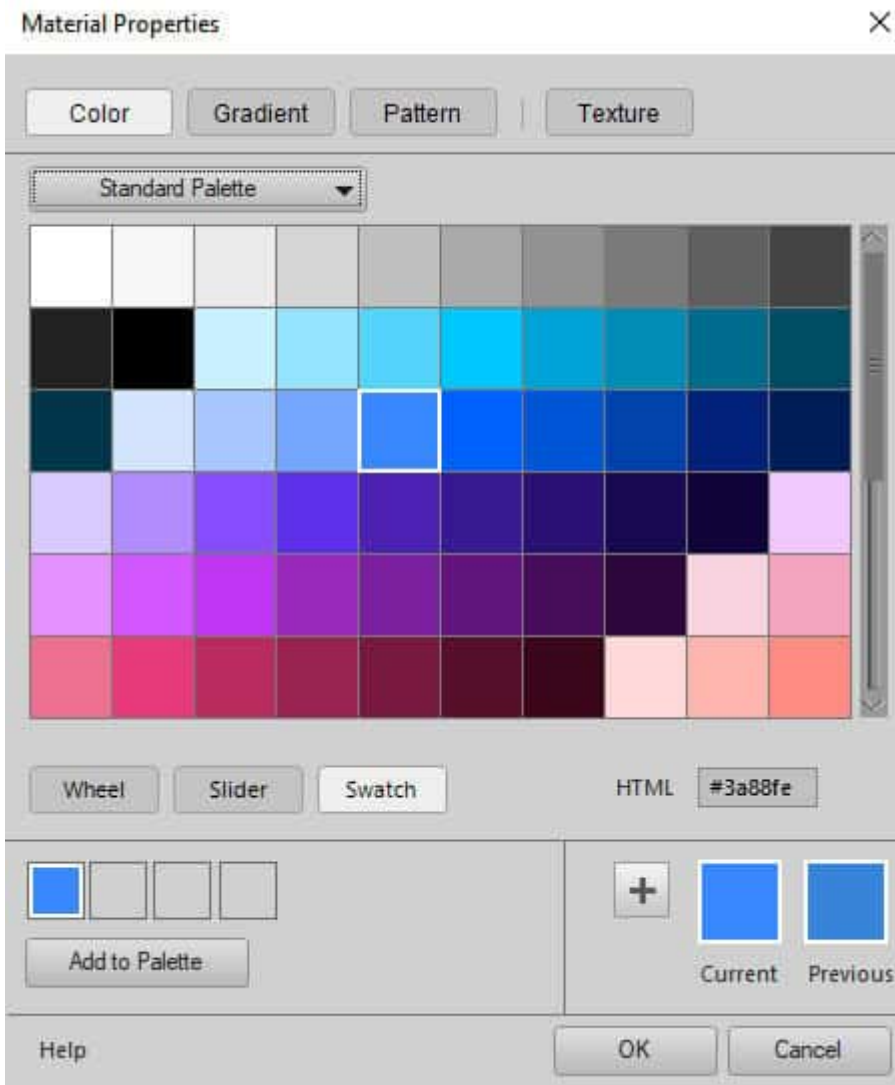 Material Properties
Color Gradient Pattern Texture
Standard Palette
Wheel Slider Swatch HTML #3a88fe
Add to Palette
Current Previous
Help OK Cancel